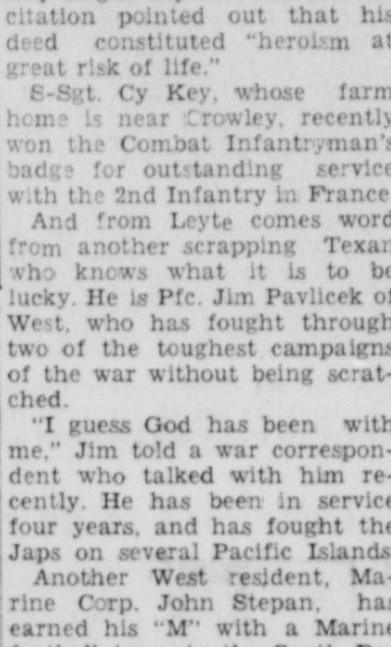 citation pointed out that his
deed constituted "heroism at
great risk of life."
S-Sgt. Cy Key, whose farm
home is near Crowley, recently
won the Combat Infantryman's
badge for outstanding service
with the 2nd Infantry in France
And from Leyte comes word
from another scrapping Texan
who knows what it is to be
lucky. He is Pfc. Jim Pavlicek of
West, who has fought through
two of the toughest campaigns
of the war without being scrat-
ched.
"I guess God has been with
me," Jim told a war correspon-
dent who talked with him re-
cently. He has been in service
four years, and has fought the
Japs on several Pacific Islands
Another West resident, Ma-
rine Corp. John Stepan, has
earned his "M" with a Marine